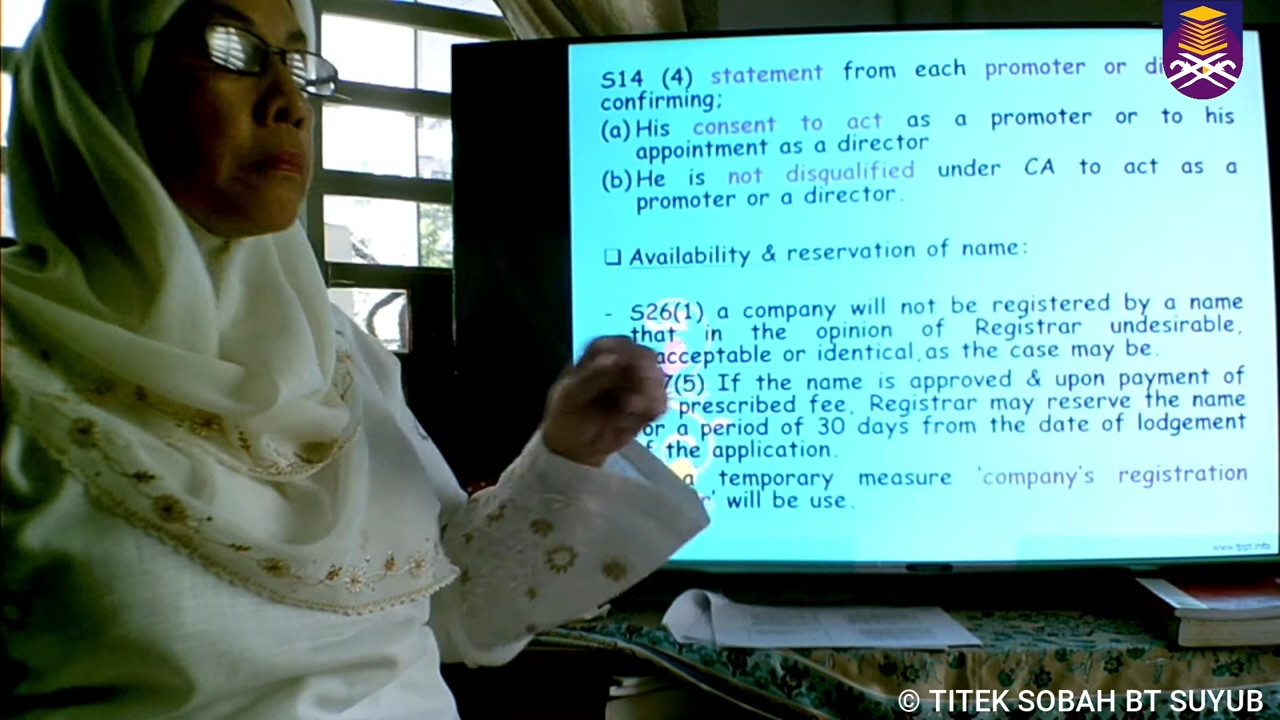 S14 (4) statement from each promoter or di
confirming;
(a) His consent to act as a promoter or to his
appointment as a director
(b) He is not disqualified under CA to act as a
promoter or a director.
❑ Availability & reservation of name:
- S26(1) a company will not be registered by a name
that in the opinion of Registrar undesirable,
acceptable or identical, as the case may be.
7(5) If the name is approved & upon payment of
prescribed fee, Registrar may reserve the name
or a period of 30 days from the date of lodgement
the application.
a temporary measure 'company's registration
r' will be use.
© TITEK SOBAH BT SUYUB